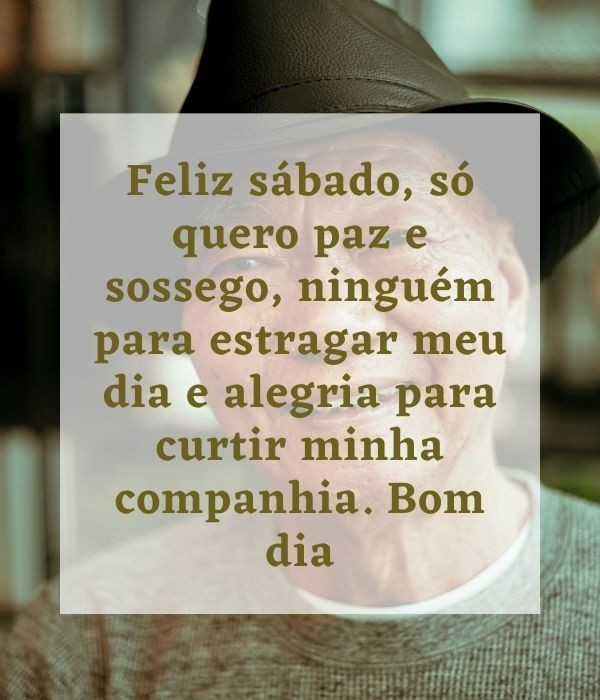 Feliz sábado, só
quero paz e
sossego, ninguém
para estragar meu
dia e alegria para
curtir minha
companhia. Bom
dia